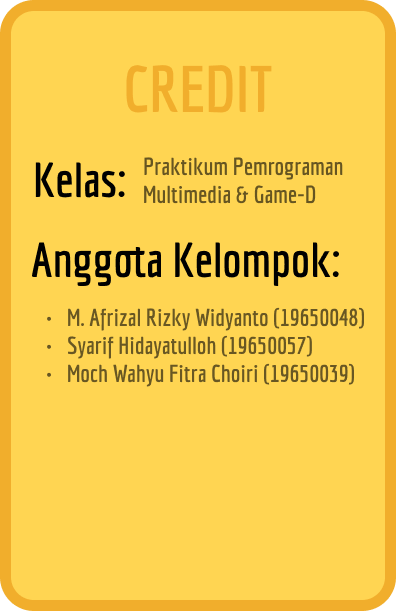 CREDIT
Kelas: Praktikum Pemrograman
Multimedia & Game-D
Anggota Kelompok:
• M. Afrizal Rizky Widyanto (19650048)
• Syarif Hidayatulloh (19650057)
• Moch Wahyu Fitra Choiri (19650039)